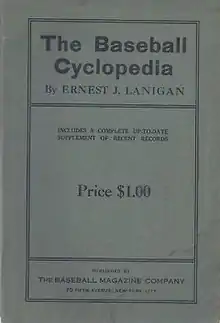 The Baseball
Cyclopedia
By ERNEST J. LANIGAN
INCLUDES A COMPLETE UP-TO-DATE
SUPPLEMENT OF RECENT RECORDS
Price $1.00
PUBLISHED BY
THE BASEBALL MAGAZINE COMPANY
70 FIFTH AVENUE, NEW YORK CITY